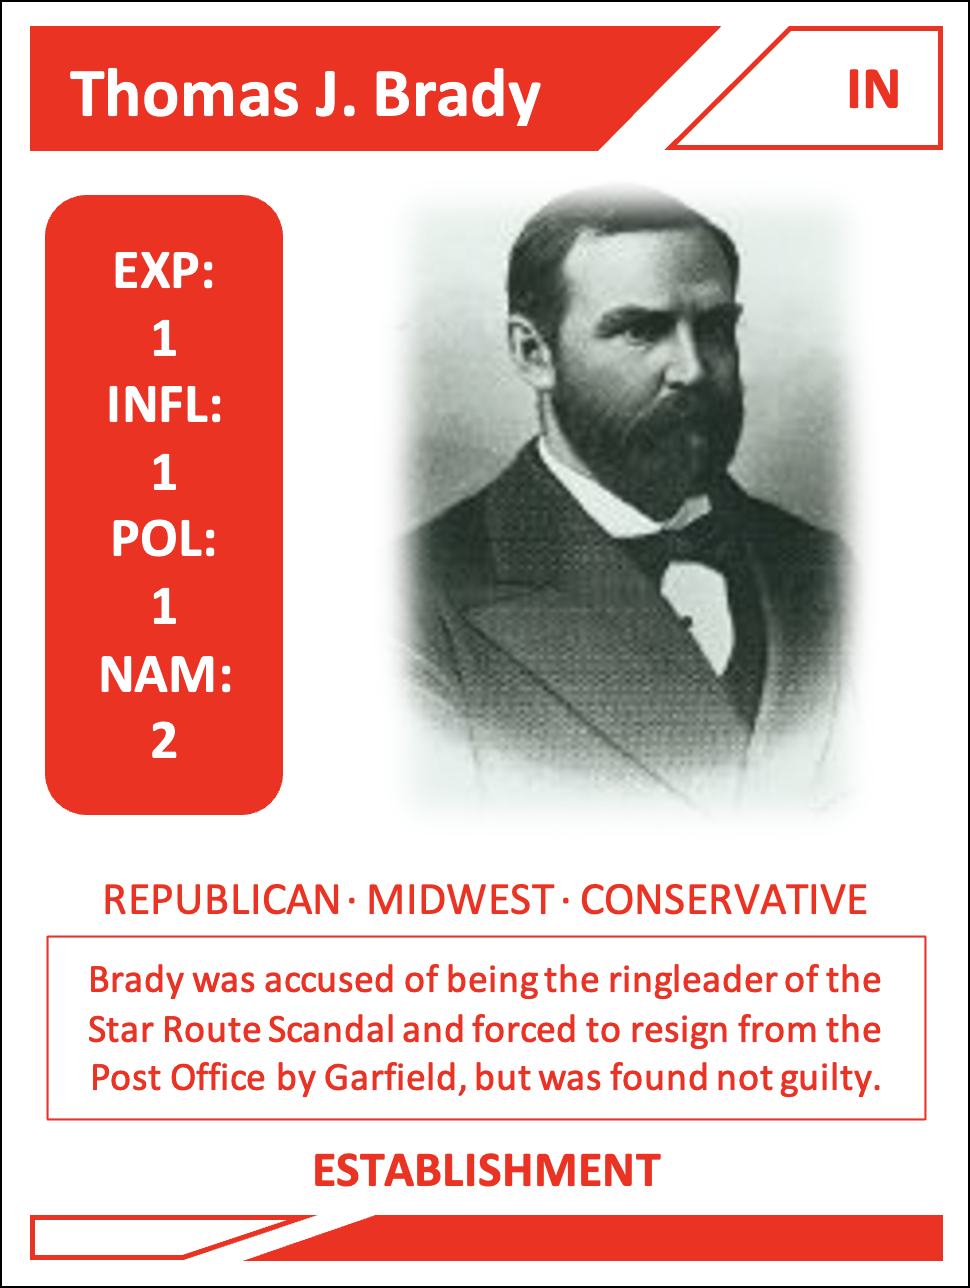 Thomas J. Brady
IN
EXP:
1
INFL:
1
POL:
1
NAM:
2
REPUBLICAN · MIDWEST · CONSERVATIVE
Brady was accused of being the ringleader of the
Star Route Scandal and forced to resign from the
Post Office by Garfield, but was found not guilty.
ESTABLISHMENT